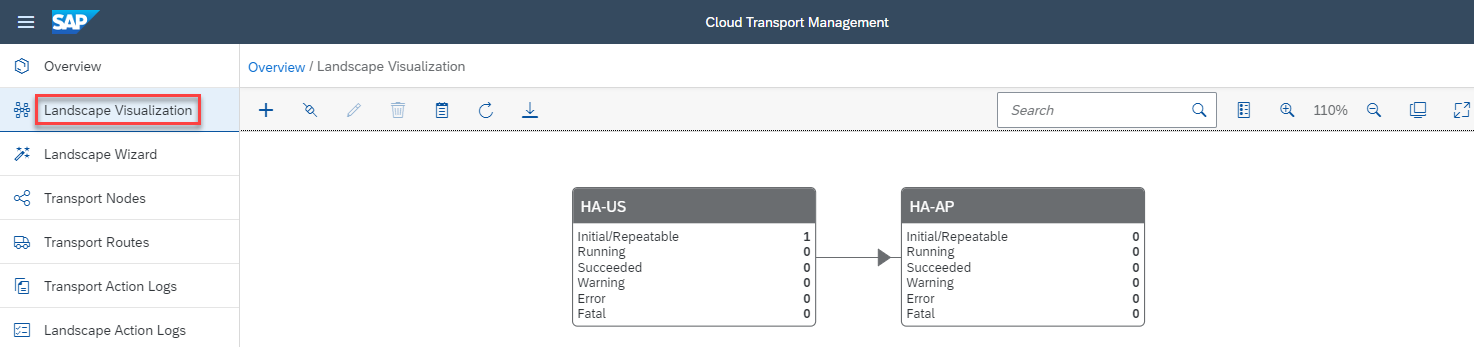 SAP Cloud Transport Management
Overview
Landscape Visualization
Landscape Wizard
Transport Nodes
Transport Routes
Transport Action Logs
Landscape Action Logs
Overview / Landscape Visualization
Search
110%
HA-US
Initial/Repeatable 1
Running 0
Succeeded 0
Warning 0
Error 0
Fatal 0
HA-AP
Initial/Repeatable 0
Running 0
Succeeded 0
Warning 0
Error 0
Fatal 0